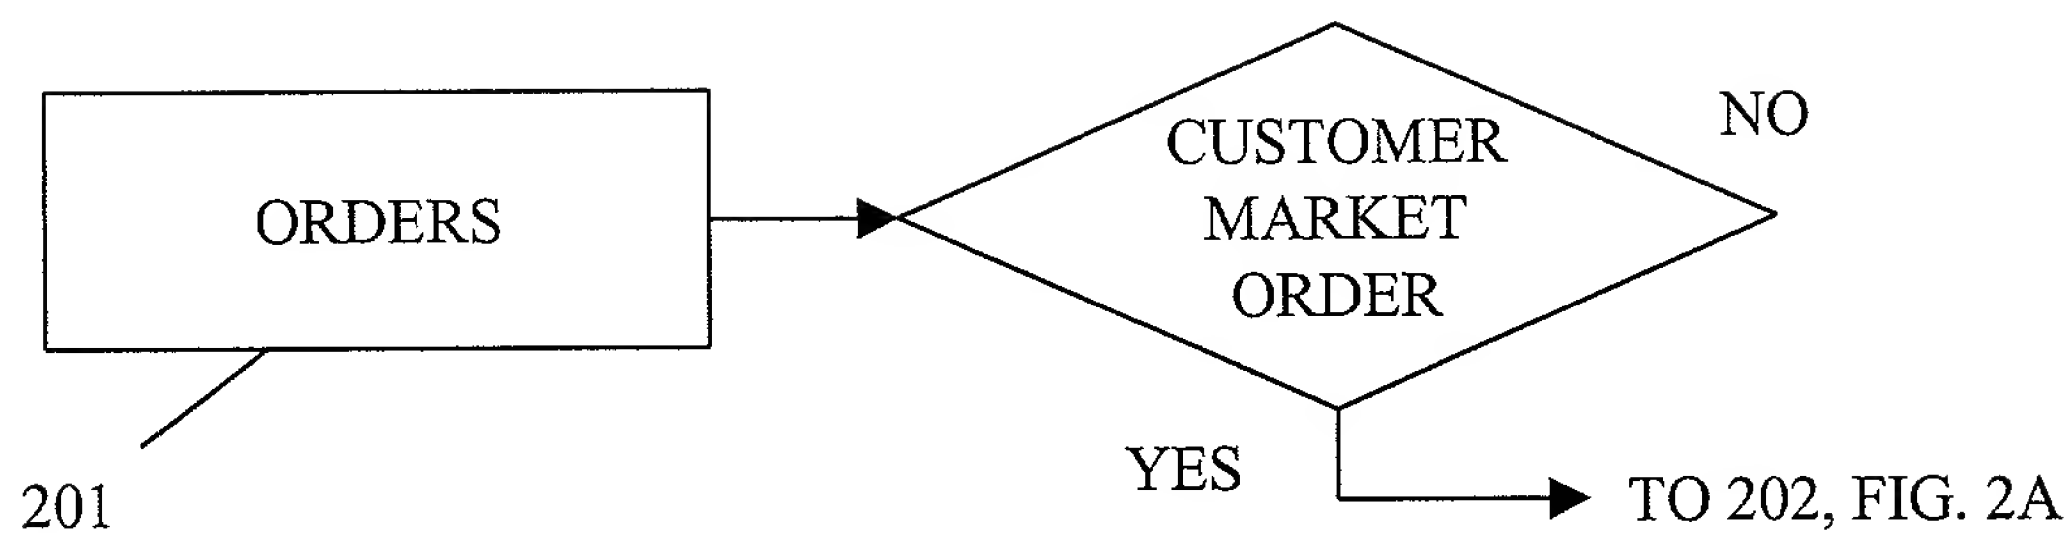 ORDERS
CUSTOMER
MARKET
ORDER
NO
YES
TO 202, FIG. 2A
201